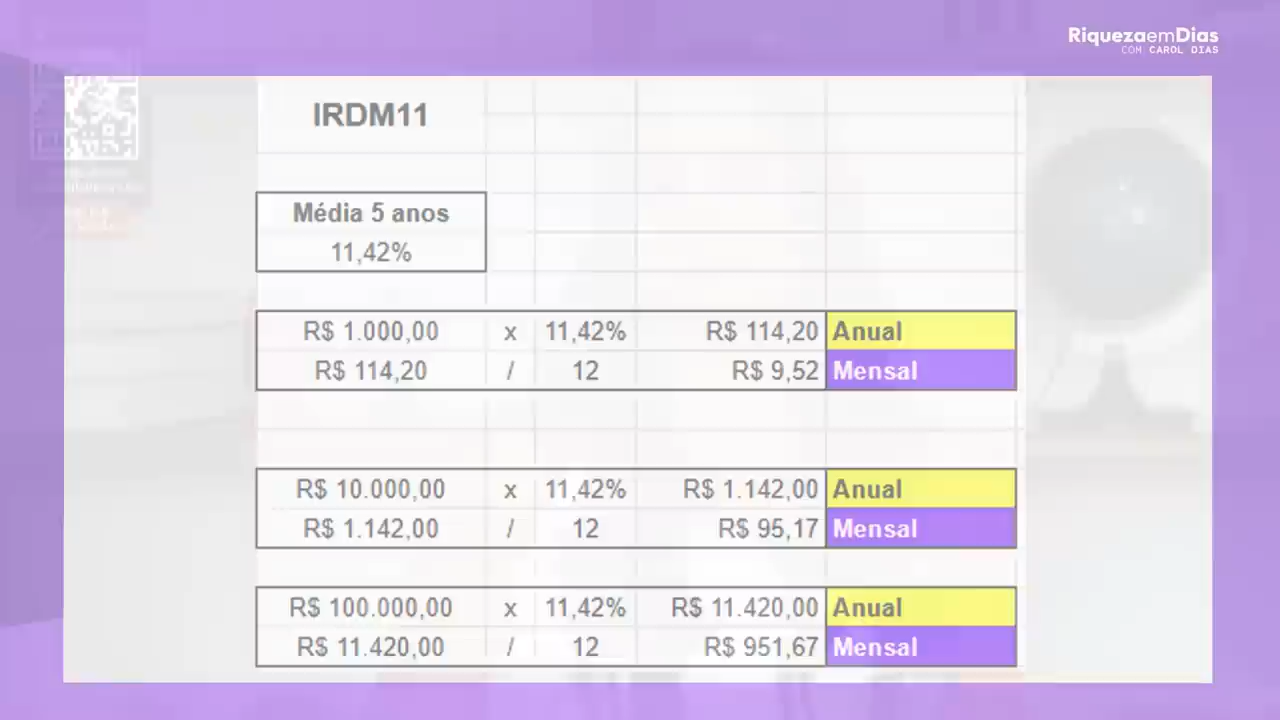 RiquezaemDias
COM CAROL DIAS
IRDM11
Média 5 anos
11,42%
R$ 1.000,00 x 11,42% R$ 114,20 Anual
R$ 114,20 / 12 R$ 9,52 Mensal
R$ 10.000,00 x 11,42% R$ 1.142,00 Anual
R$ 1.142,00 / 12 R$ 95,17 Mensal
R$ 100.000,00 x 11,42% R$ 11.420,00 Anual
R$ 11.420,00 / 12 R$ 951,67 Mensal